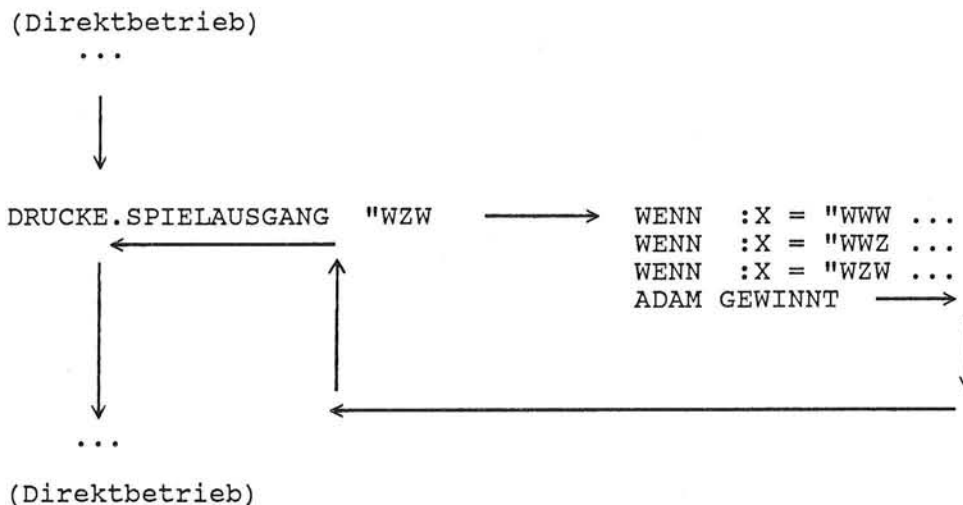 (Direktbetrieb)
...
DRUCKE.SPIELAUSGANG "WZW
WENN :X = "WWW ...
WENN :X = "WWZ ...
WENN :X = "WZW ...
ADAM GEWINNT
...
(Direktbetrieb)